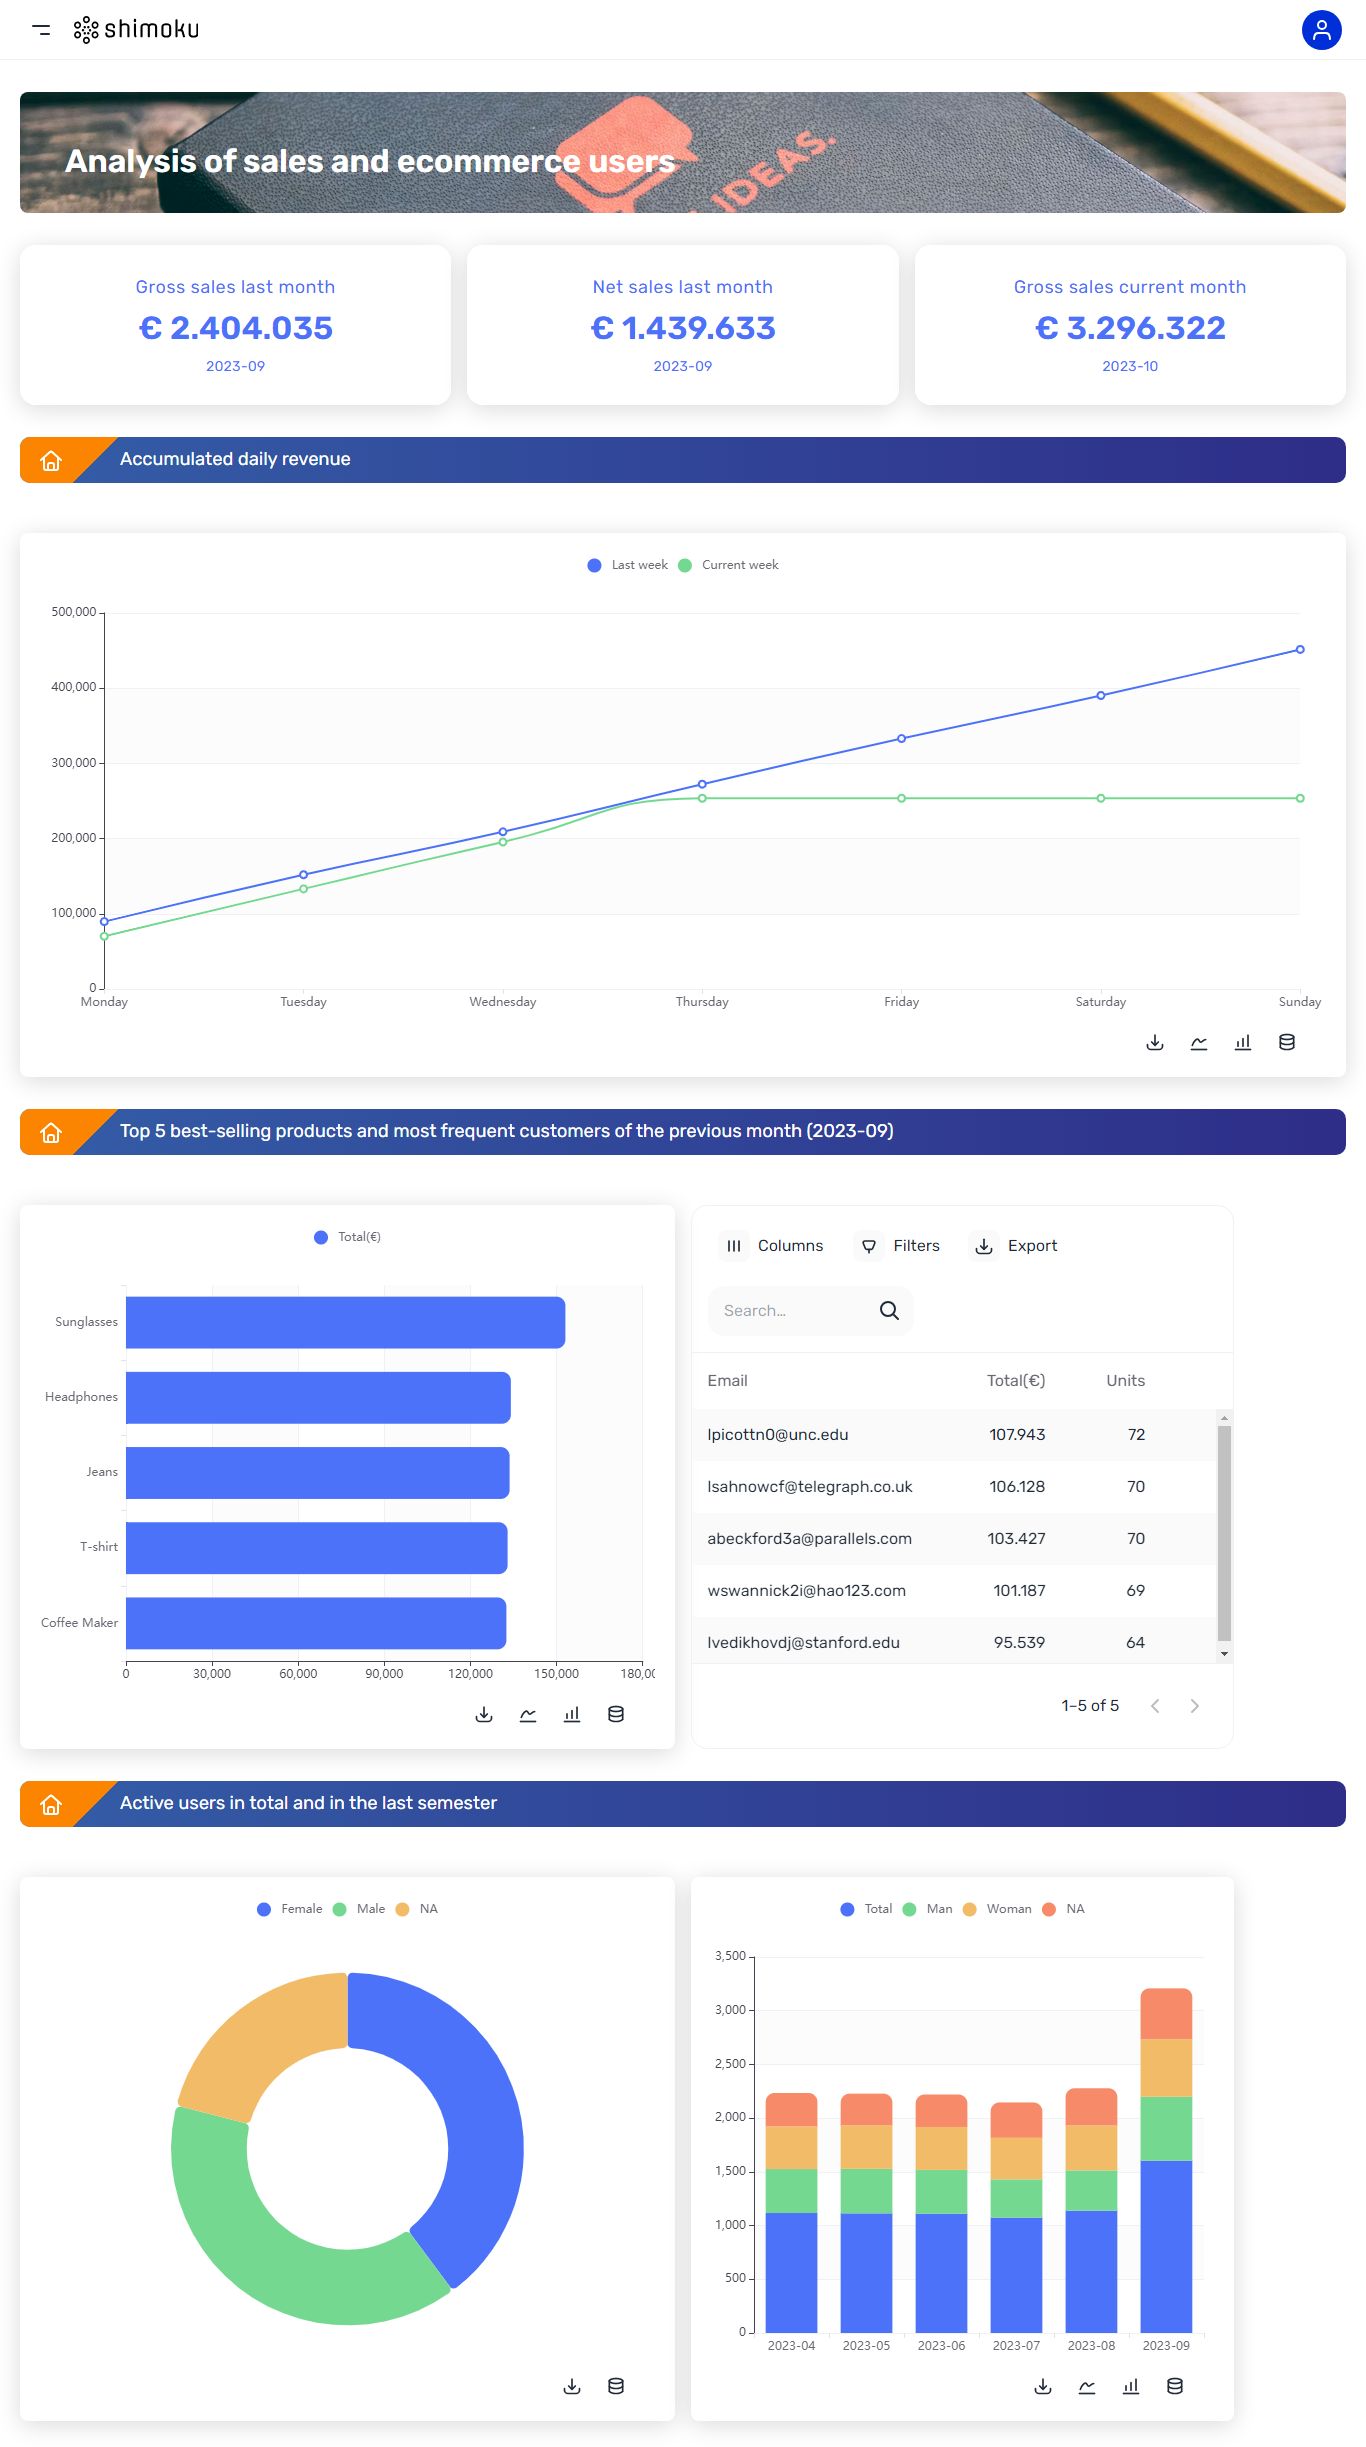 shimoku
Analysis of sales and ecommerce users
IDEAS.
Gross sales last month
€ 2.404.035
2023-09
Net sales last month
€ 1.439.633
2023-09
Gross sales current month
€ 3.296.322
2023-10
Accumulated daily revenue
Last week Current week
500,000
400,000
300,000
200,000
100,000
0
Monday Tuesday Wednesday Thursday Friday Saturday Sunday
Top 5 best-selling products and most frequent customers of the previous month (2023-09)
Total(€)
Sunglasses
Headphones
Jeans
T-shirt
Coffee Maker
0 30,000 60,000 90,000 120,000 150,000
Columns Filters Export
Search...
Email Total(€) Units
lpicottn0@unc.edu 107.943 72
lsahnowcf@telegraph.co.uk 106.128 70
abeckford3a@parallels.com 103.427 70
wswannick2i@hao123.com 101.187 69
lvedikhovdj@stanford.edu 95.539 64
1–5 of 5
Active users in total and in the last semester
Female Male NA
Total Man Woman NA
3,500
3,000
2,500
2,000
1,500
1,000
500
0
2023-04 2023-05 2023-06 2023-07 2023-08 2023-09